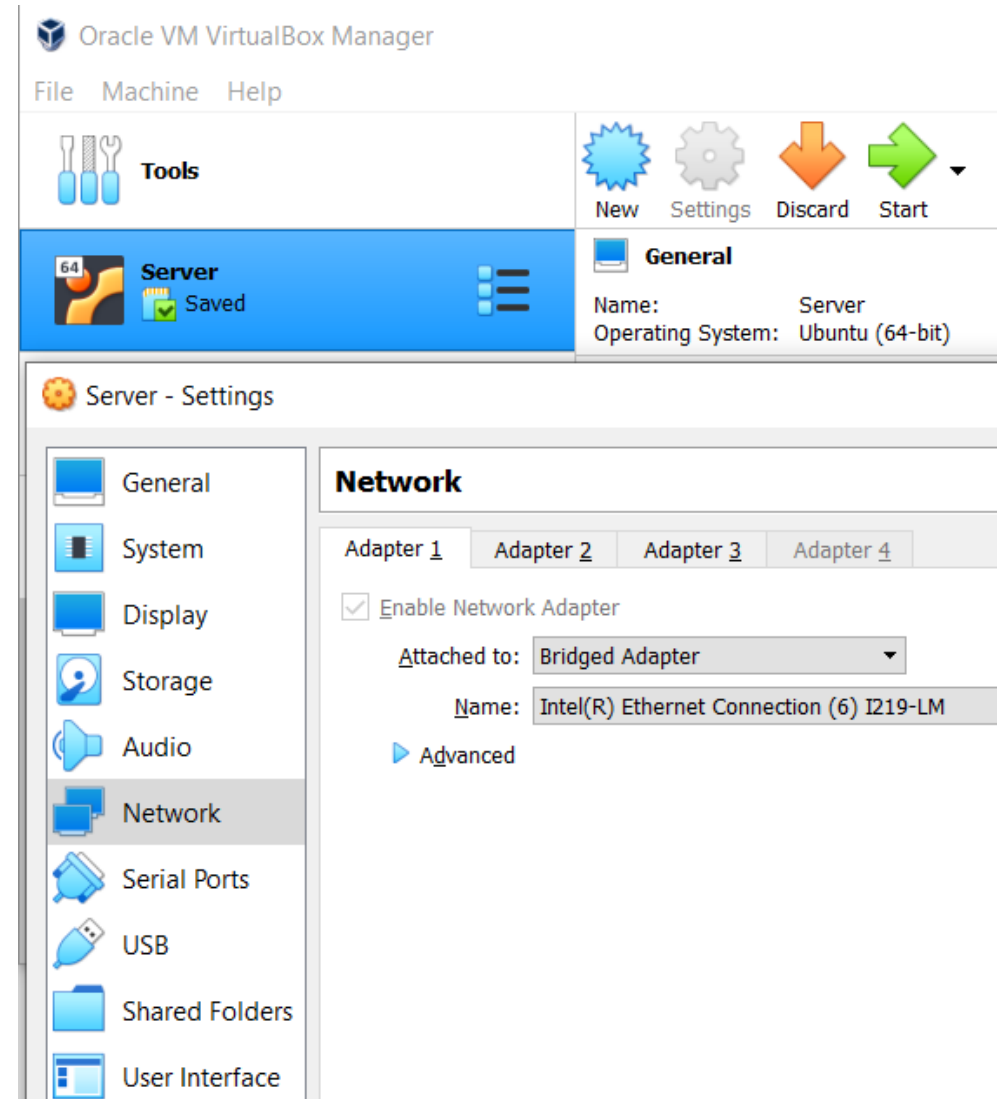 Oracle VM VirtualBox Manager
File Machine Help
Tools
New Settings Discard Start
64
Server
Saved
General
Name: Server
Operating System: Ubuntu (64-bit)
Server - Settings
General
System
Display
Storage
Audio
Network
Serial Ports
USB
Shared Folders
User Interface
Network
Adapter 1 Adapter 2 Adapter 3 Adapter 4
Enable Network Adapter
Attached to: Bridged Adapter
Name: Intel(R) Ethernet Connection (6) I219-LM
Advanced